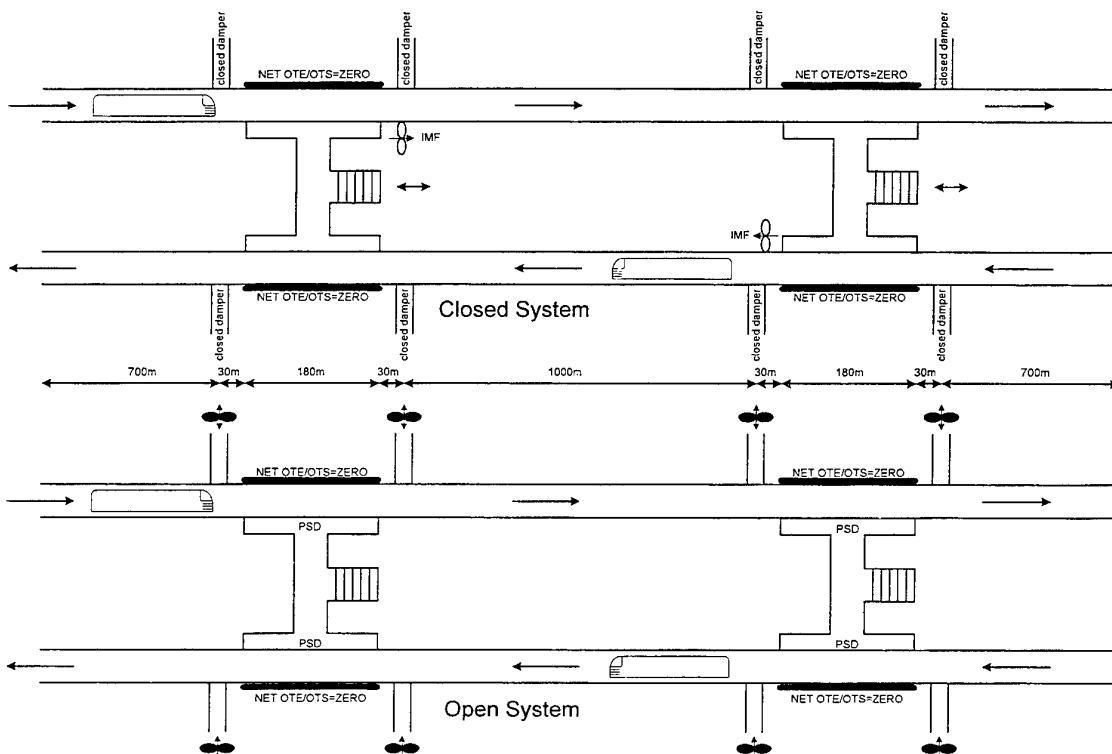 closed damper
closed damper
closed damper
closed damper
NET OTE/OTS=ZERO
NET OTE/OTS=ZERO
IMF
IMF
NET OTE/OTS=ZERO
NET OTE/OTS=ZERO
closed damper
closed damper
closed damper
closed damper
Closed System
700m
30m
180m
30m
1000m
30m
180m
30m
700m
NET OTE/OTS=ZERO
NET OTE/OTS=ZERO
PSD
PSD
PSD
PSD
NET OTE/OTS=ZERO
NET OTE/OTS=ZERO
Open System